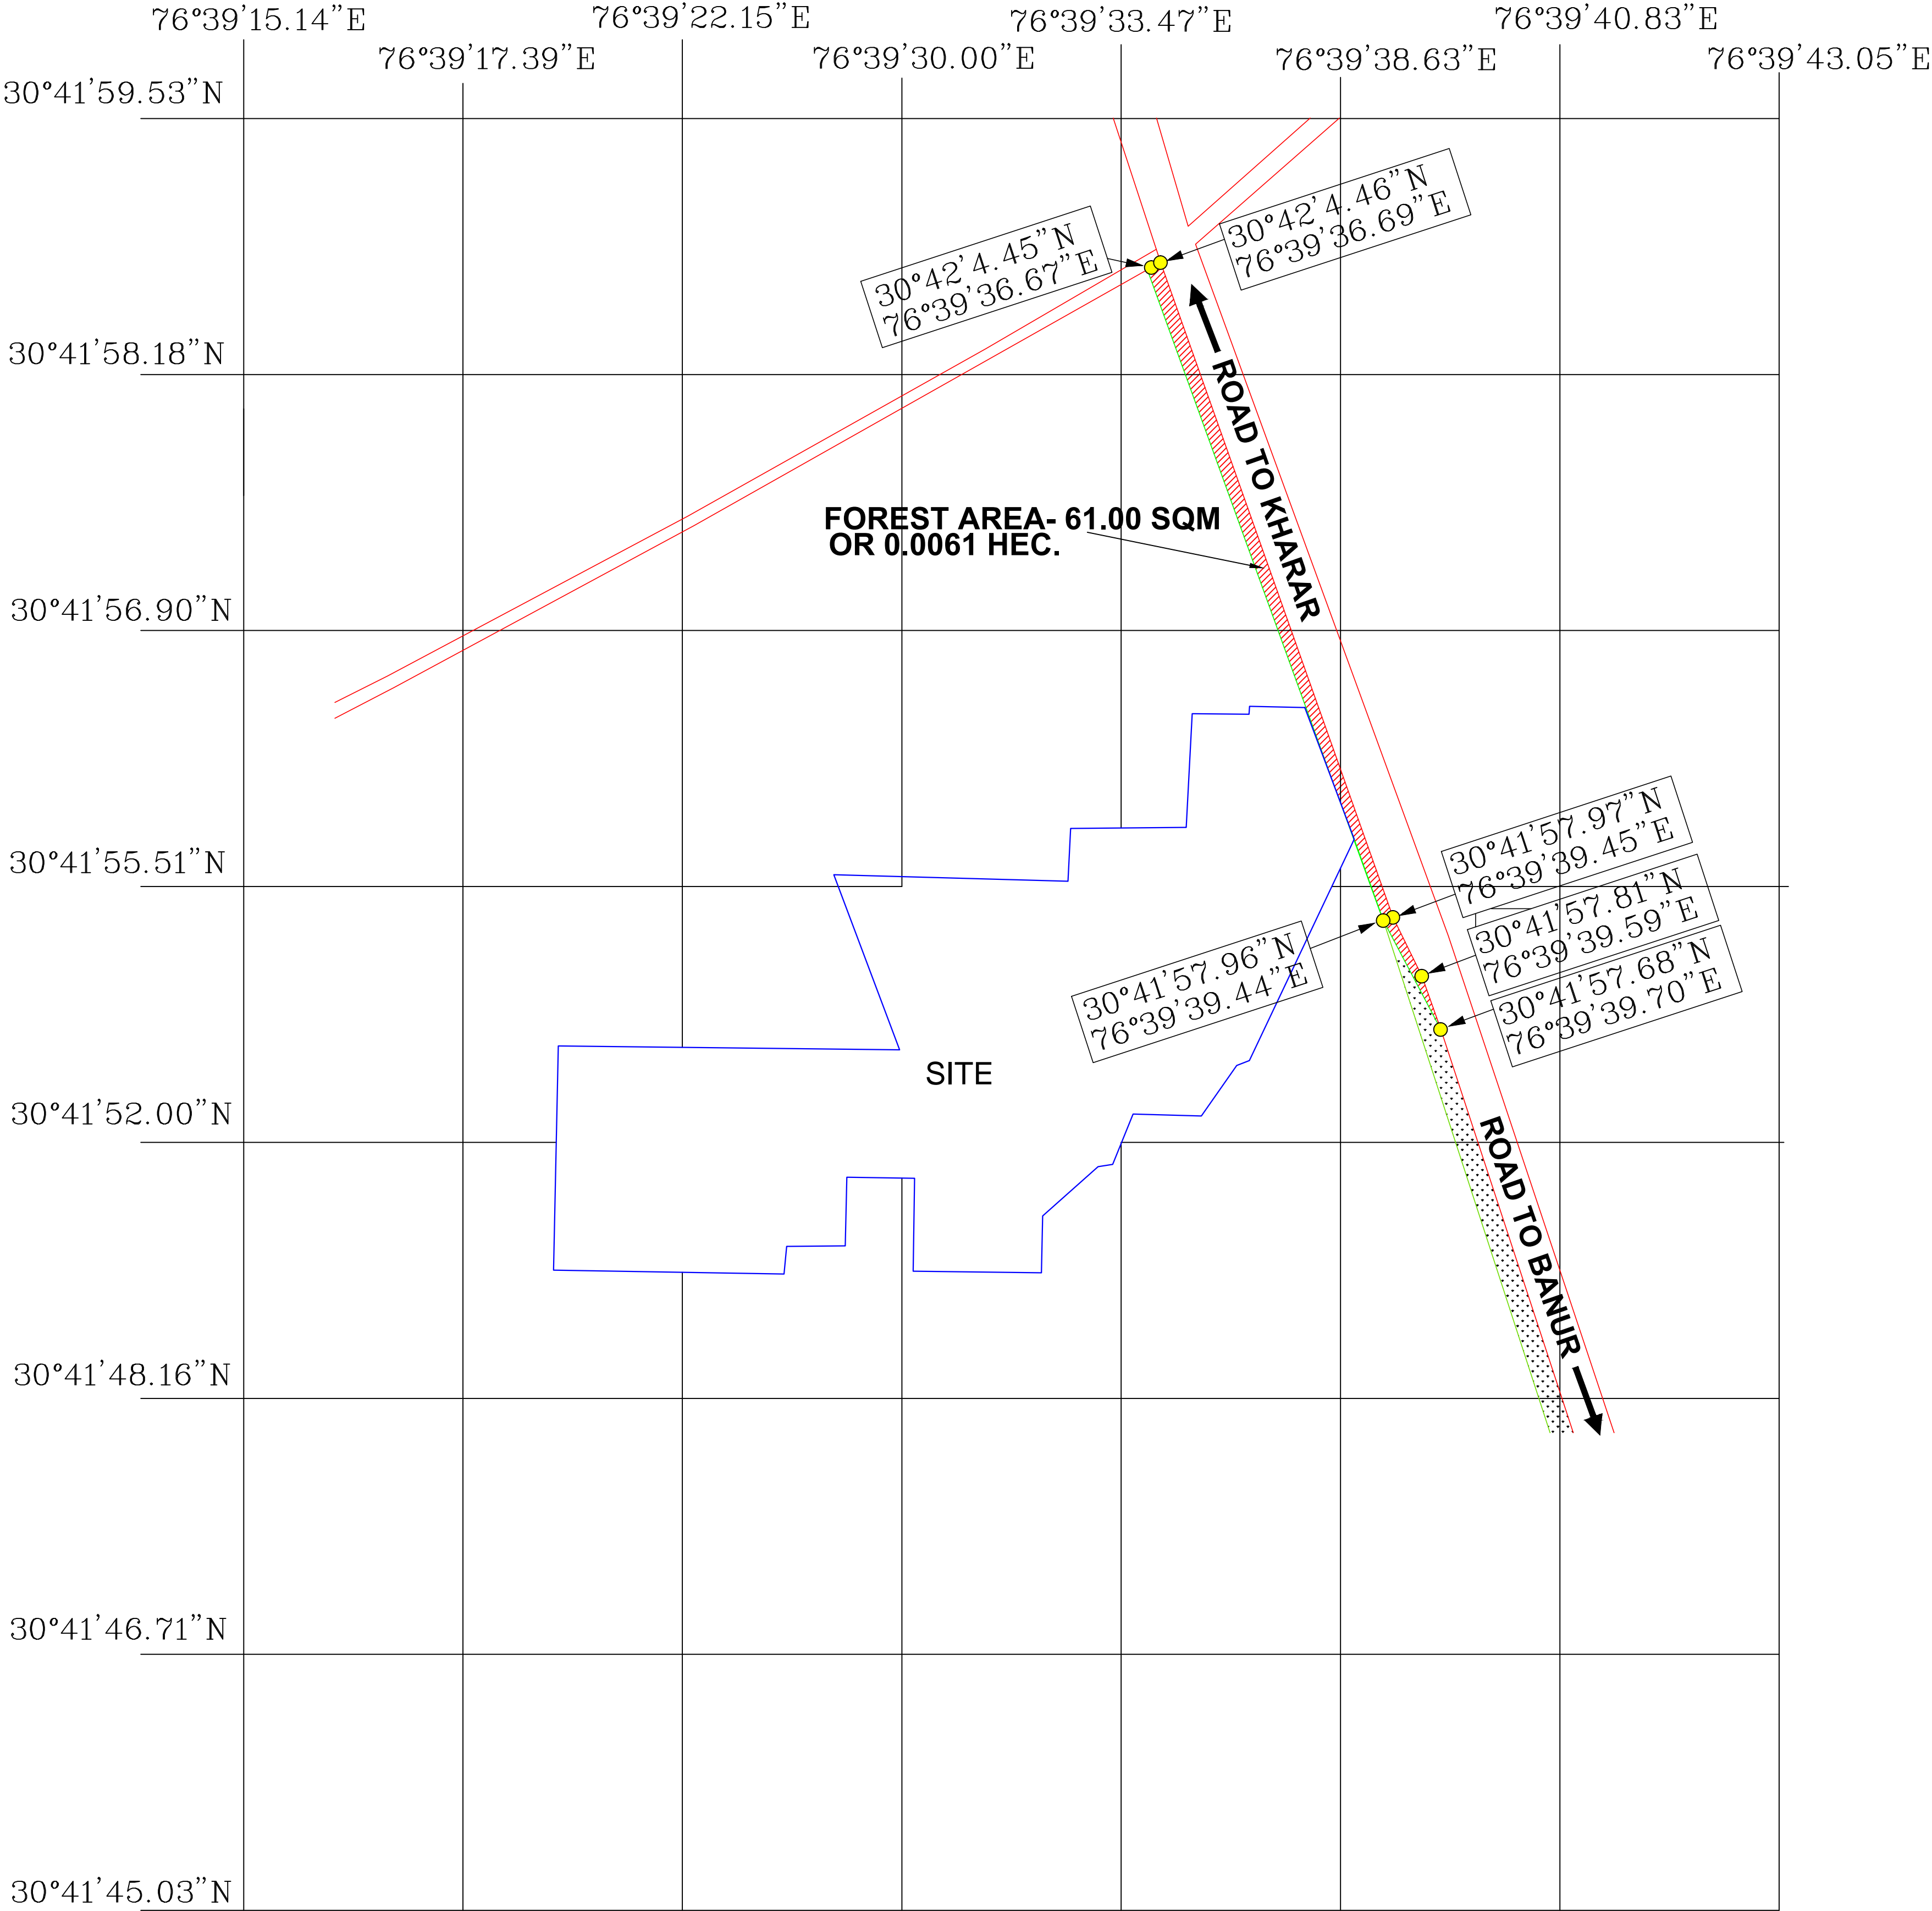 76°39'15.14"E
76°39'22.15"E
76°39'33.47"E
76°39'40.83"E
76°39'17.39"E
76°39'30.00"E
76°39'38.63"E
76°39'43.05"E
30°41'59.53"N
30°42'4.46"N
76°39'36.69"E
30°42'4.45"N
76°39'36.67"E
30°41'58.18"N
ROAD TO KHARAR
FOREST AREA- 61.00 SQM
OR 0.0061 HEC.
30°41'56.90"N
30°41'55.51"N
30°41'57.97"N
76°39'39.45"E
30°41'57.81"N
76°39'39.59"E
30°41'57.96"N
76°39'39.44"E
30°41'57.68"N
76°39'39.70"E
SITE
30°41'52.00"N
ROAD TO BANUR
30°41'48.16"N
30°41'46.71"N
30°41'45.03"N